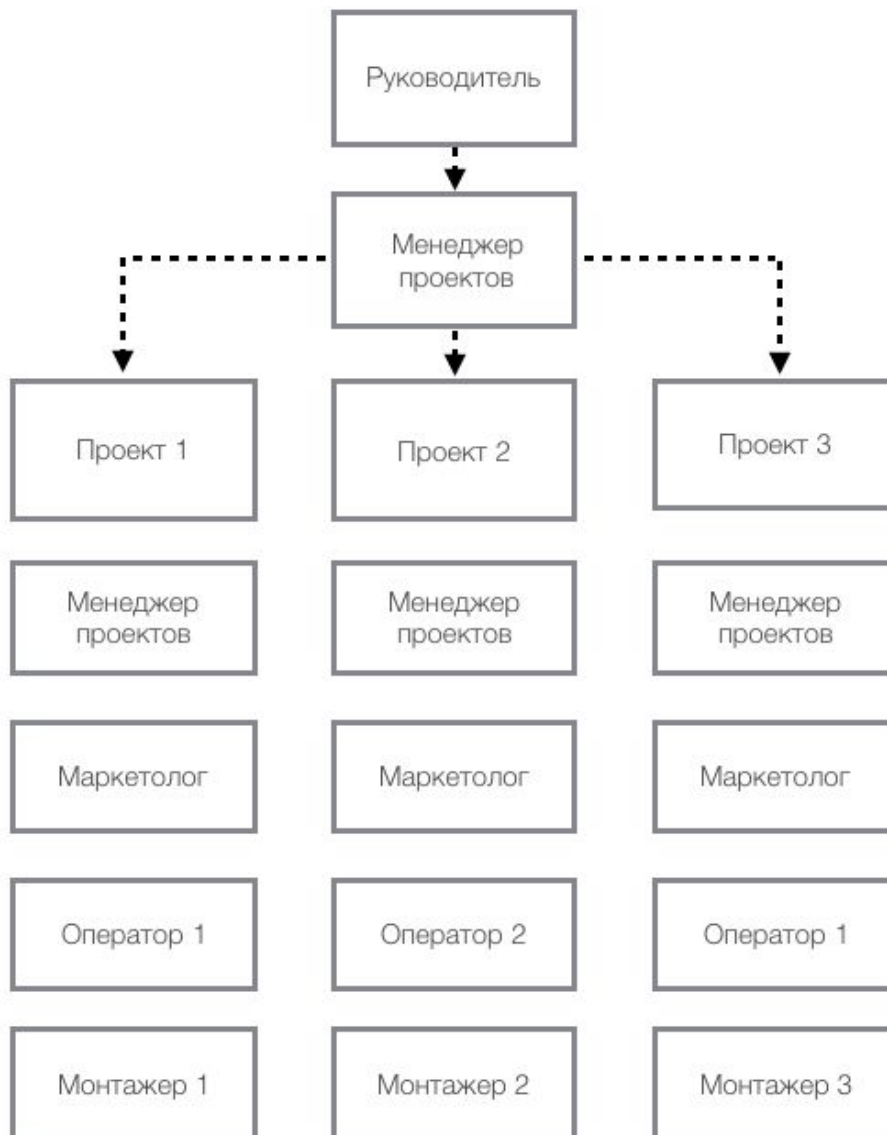 Руководитель
Менеджер
проектов
Проект 1
Проект 2
Проект 3
Менеджер
проектов
Менеджер
проектов
Менеджер
проектов
Маркетолог
Маркетолог
Маркетолог
Оператор 1
Оператор 2
Оператор 1
Монтажер 1
Монтажер 2
Монтажер 3